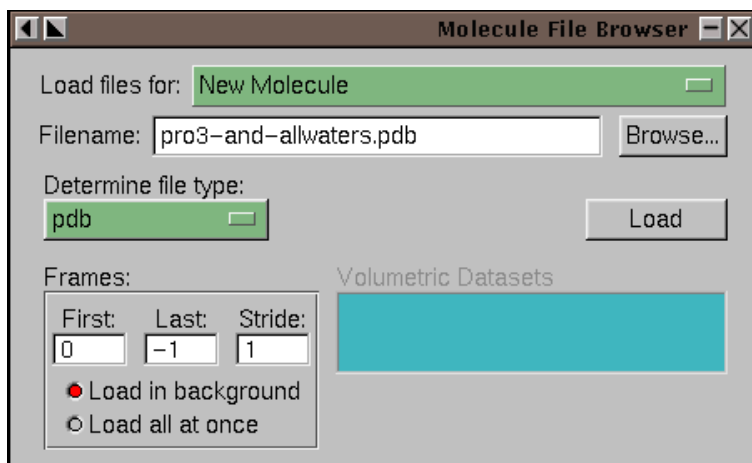 Molecule File Browser
Load files for: New Molecule
Filename: pro3-and-allwaters.pdb Browse...
Determine file type:
pdb Load
Frames: Volumetric Datasets
First: Last: Stride:
0 -1 1
Load in background
Load all at once